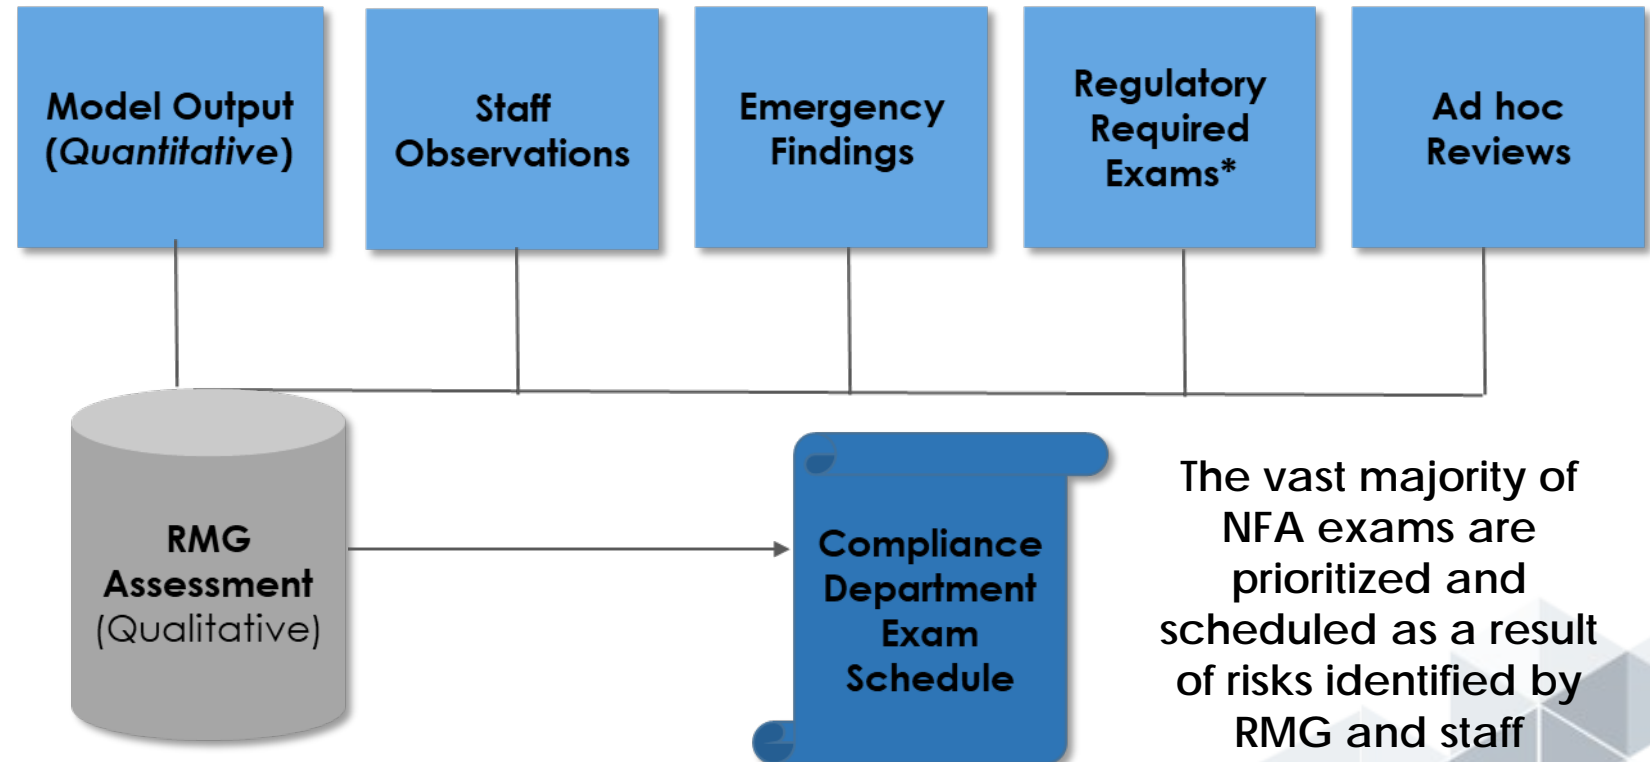 Model Output
(Quantitative)
Staff
Observations
Emergency
Findings
Regulatory
Required
Exams*
Ad hoc
Reviews
RMG
Assessment
(Qualitative)
Compliance
Department
Exam
Schedule
The vast majority of
NFA exams are
prioritized and
scheduled as a result
of risks identified by
RMG and staff